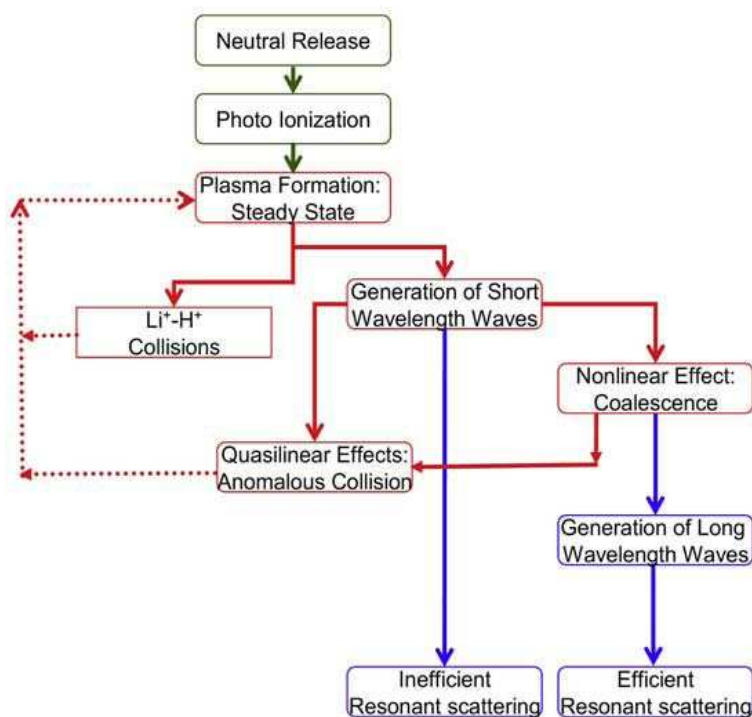 Neutral Release
Photo Ionization
Plasma Formation:
Steady State
Generation of Short
Wavelength Waves
Li⁺-H⁺
Collisions
Nonlinear Effect:
Coalescence
Quasilinear Effects:
Anomalous Collision
Generation of Long
Wavelength Waves
Inefficient
Resonant scattering
Efficient
Resonant scattering